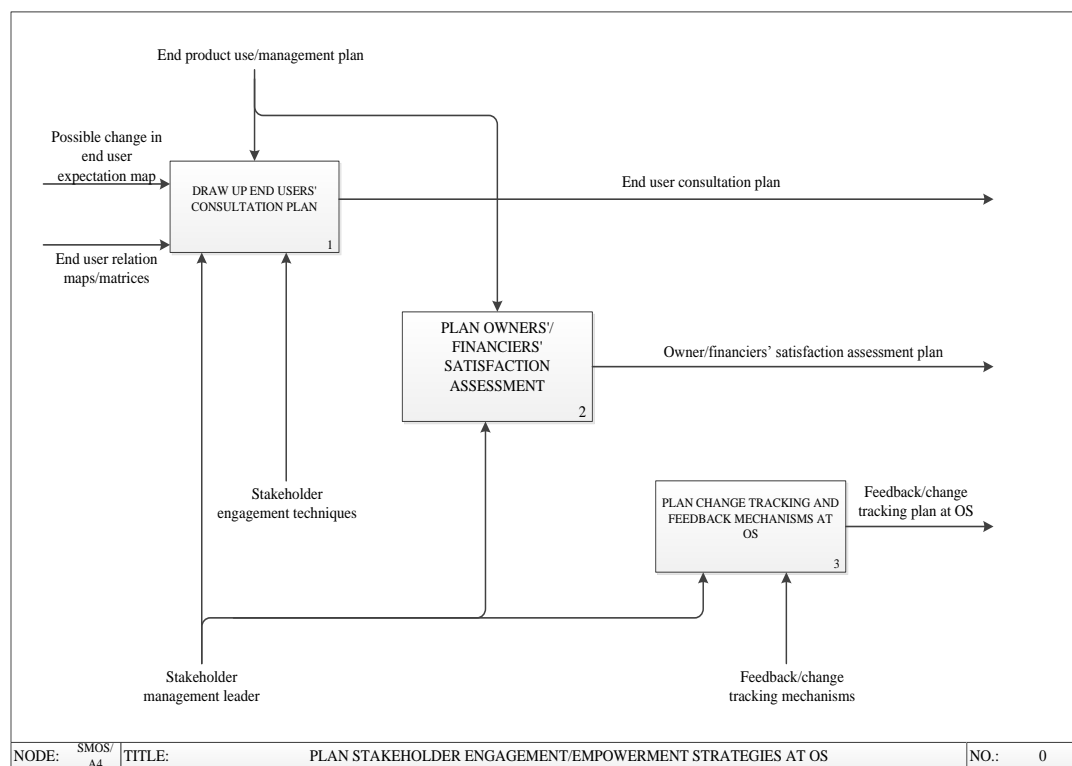 End product use/management plan
Possible change in
end user
expectation map
DRAW UP END USERS'
CONSULTATION PLAN
1
End user consultation plan
End user relation
maps/matrices
PLAN OWNERS'/
FINANCIERS'
SATISFACTION
ASSESSMENT
2
Owner/financiers’ satisfaction assessment plan
Stakeholder
engagement techniques
PLAN CHANGE TRACKING AND
FEEDBACK MECHANISMS AT
OS
3
Feedback/change
tracking plan at OS
Stakeholder
management leader
Feedback/change
tracking mechanisms
NODE:
SMOS/
A4
TITLE:
PLAN STAKEHOLDER ENGAGEMENT/EMPOWERMENT STRATEGIES AT OS
NO.:
0